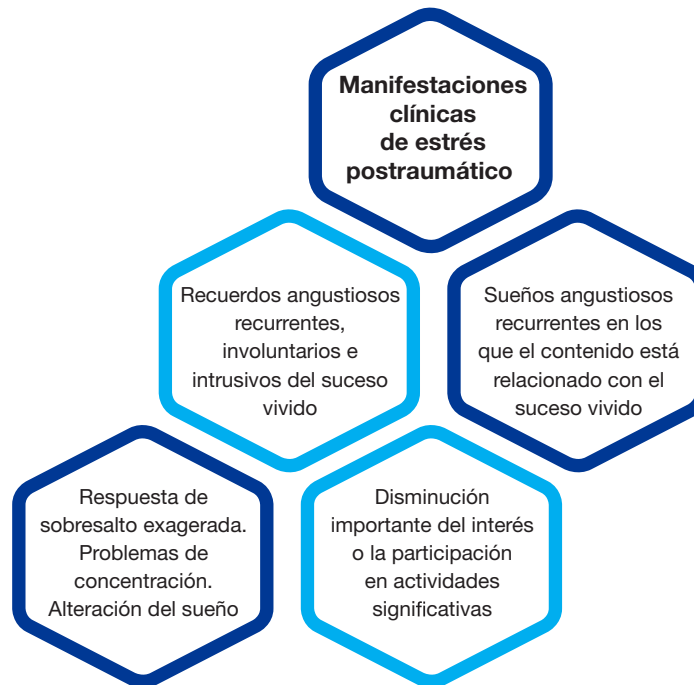 Manifestaciones
clínicas
de estrés
postraumático
Recuerdos angustiosos
recurrentes,
involuntarios e
intrusivos del suceso
vivido
Sueños angustiosos
recurrentes en los
que el contenido está
relacionado con el
suceso vivido
Respuesta de
sobresalto exagerada.
Problemas de
concentración.
Alteración del sueño
Disminución
importante del interés
o la participación
en actividades
significativas